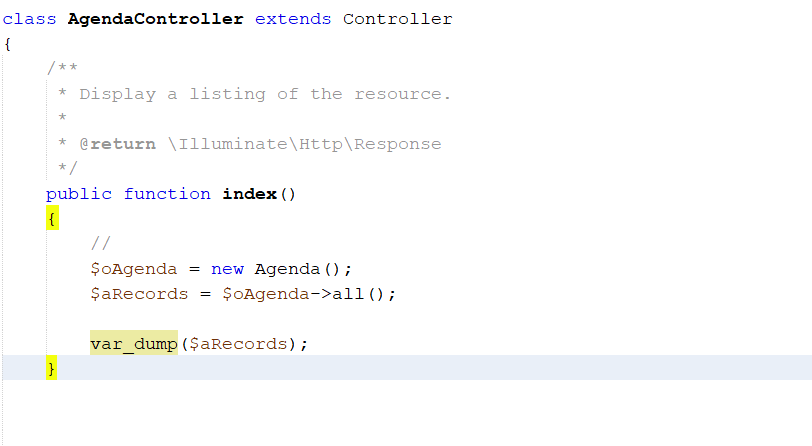 class AgendaController extends Controller
{
    /**
     * Display a listing of the resource.
     *
     * @return \Illuminate\Http\Response
     */
    public function index()
    {
        //
        $oAgenda = new Agenda();
        $aRecords = $oAgenda->all();

        var_dump($aRecords);
    }